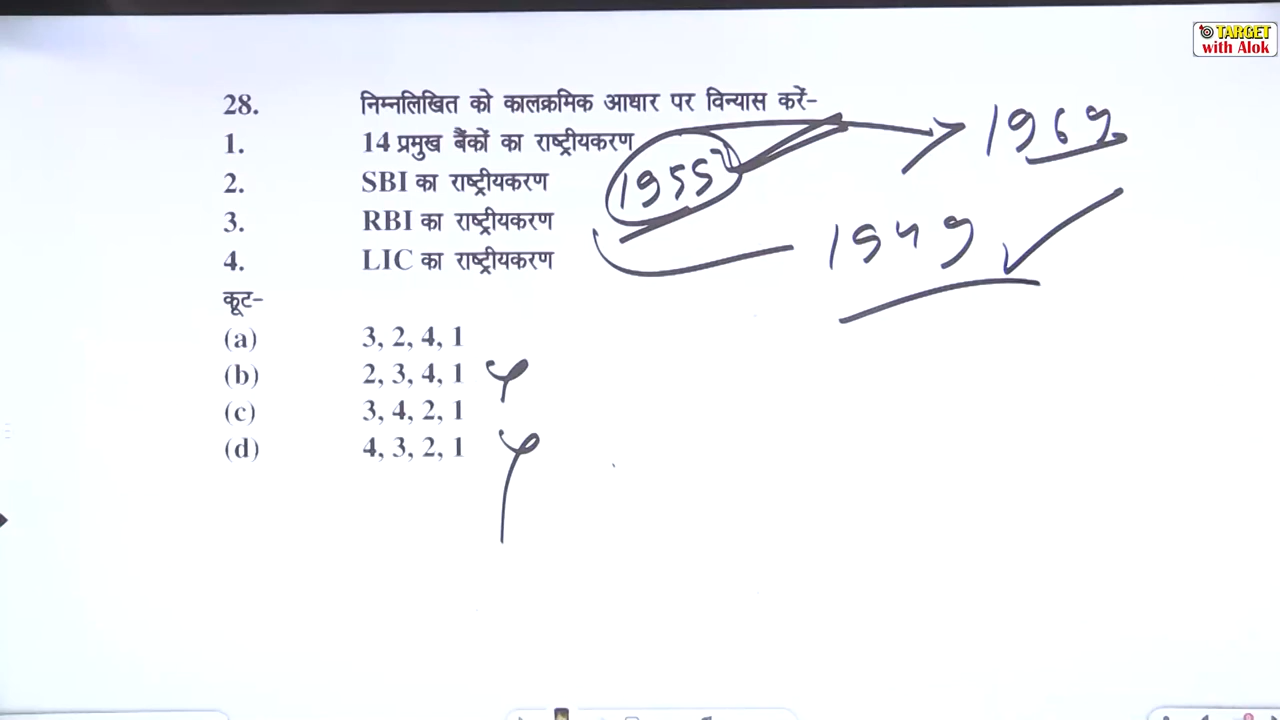 TARGET
with Alok
28. निम्नलिखित को कालक्रमिक आधार पर विन्यास करें-
1. 14 प्रमुख बैंकों का राष्ट्रीयकरण 1969
2. SBI का राष्ट्रीयकरण 1955
3. RBI का राष्ट्रीयकरण 1949
4. LIC का राष्ट्रीयकरण
कूट-
(a) 3, 2, 4, 1
(b) 2, 3, 4, 1
(c) 3, 4, 2, 1
(d) 4, 3, 2, 1